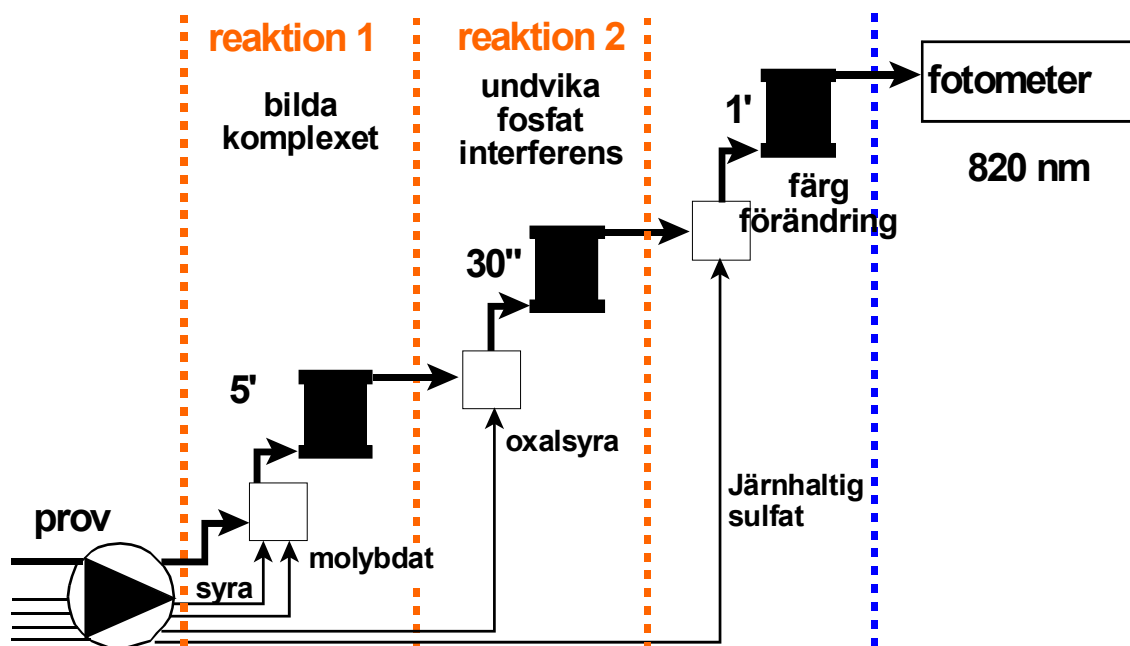 reaktion 1
bilda
komplexet
reaktion 2
undvika
fosfat
interferens
1'
fotometer
820 nm
färg
förändring
30"
5'
oxalsyra
Järnhaltig
sulfat
prov
molybdat
syra